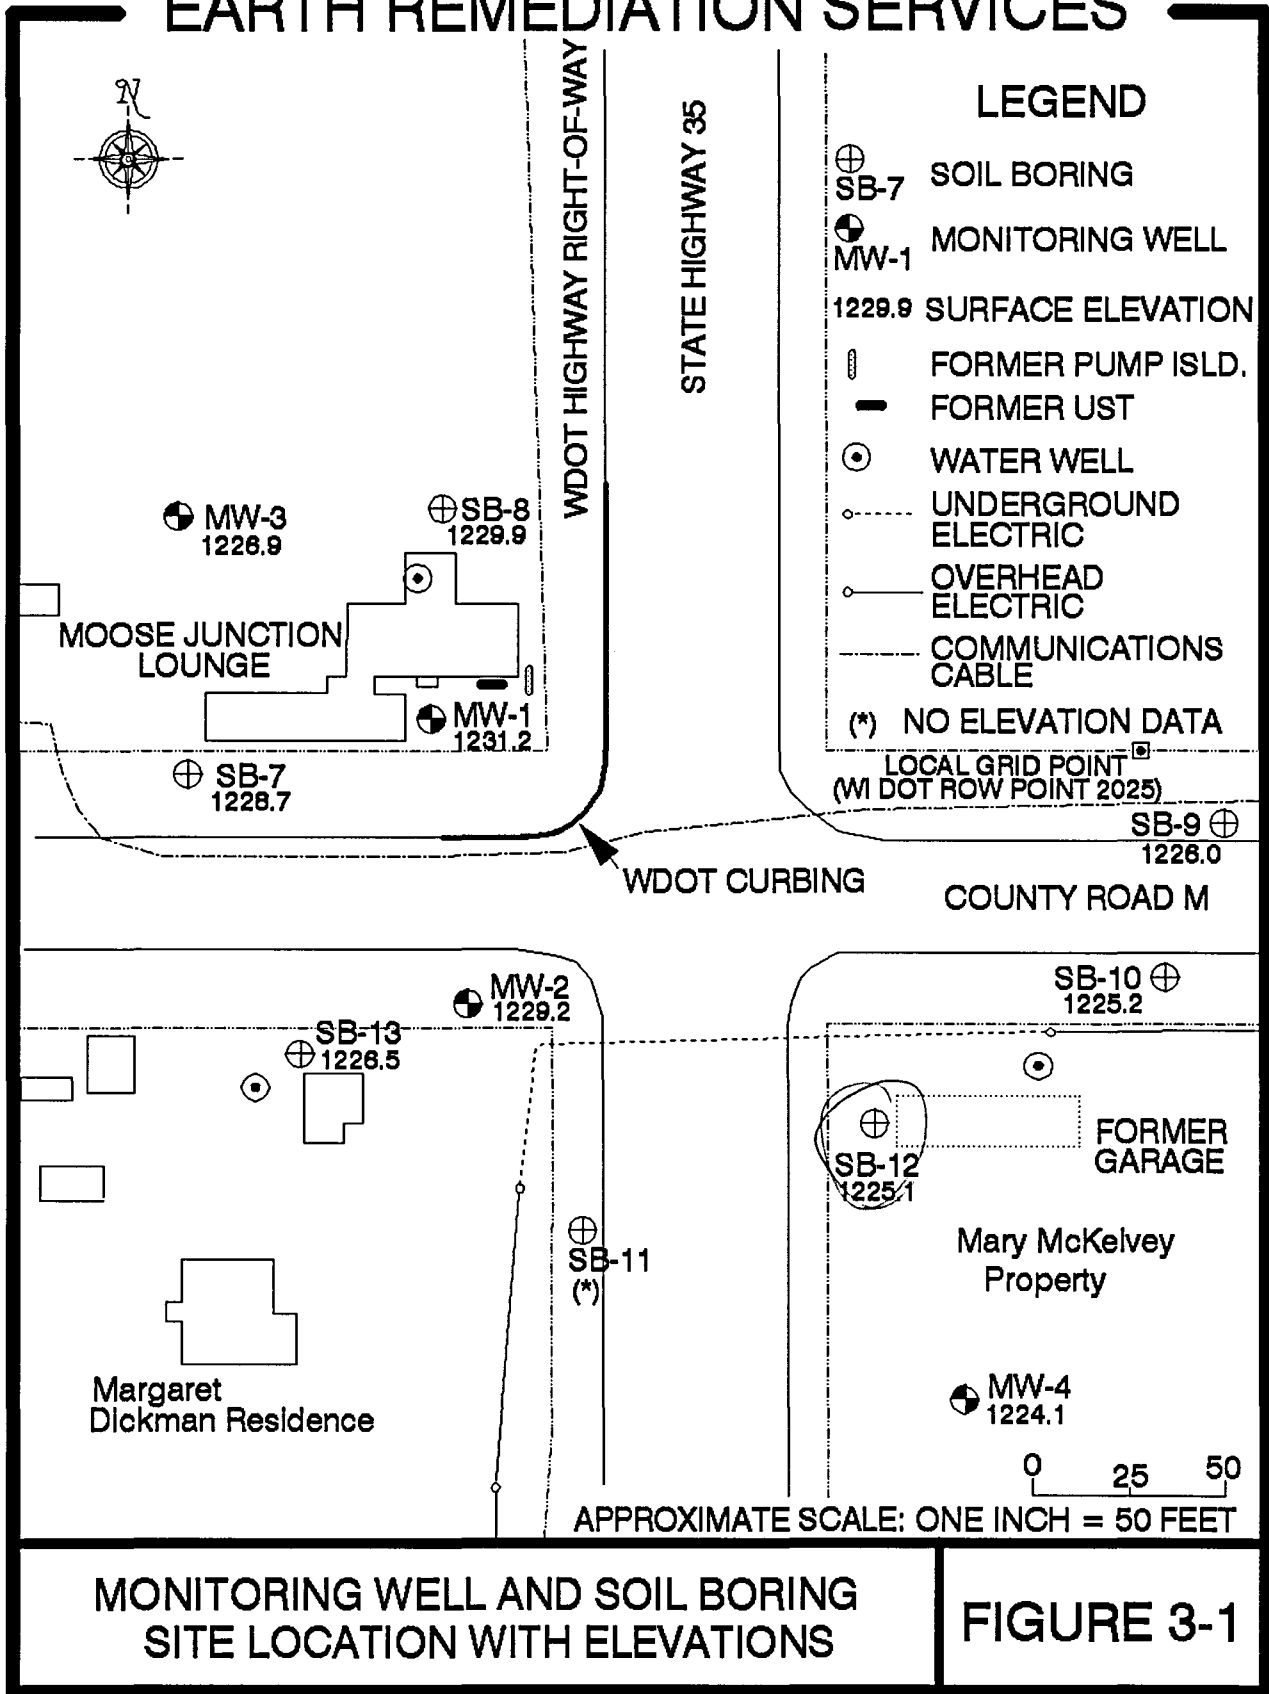 EARTH REMEDIATION SERVICES
N
WDOT HIGHWAY RIGHT-OF-WAY
STATE HIGHWAY 35
LEGEND
SB-7
SOIL BORING
MW-1
MONITORING WELL
1229.9 SURFACE ELEVATION
FORMER PUMP ISLD.
FORMER UST
WATER WELL
UNDERGROUND
ELECTRIC
OVERHEAD
ELECTRIC
COMMUNICATIONS
CABLE
(*) NO ELEVATION DATA
LOCAL GRID POINT
(WI DOT ROW POINT 2025)
MW-3
1226.9
SB-8
1229.9
MOOSE JUNCTION
LOUNGE
MW-1
1231.2
SB-7
1228.7
SB-9
1226.0
WDOT CURBING
COUNTY ROAD M
MW-2
1229.2
SB-10
1225.2
SB-13
1226.5
SB-12
1225.1
FORMER
GARAGE
SB-11
(*)
Mary McKelvey
Property
Margaret
Dickman Residence
MW-4
1224.1
0 25 50
APPROXIMATE SCALE: ONE INCH = 50 FEET
MONITORING WELL AND SOIL BORING
SITE LOCATION WITH ELEVATIONS
FIGURE 3-1